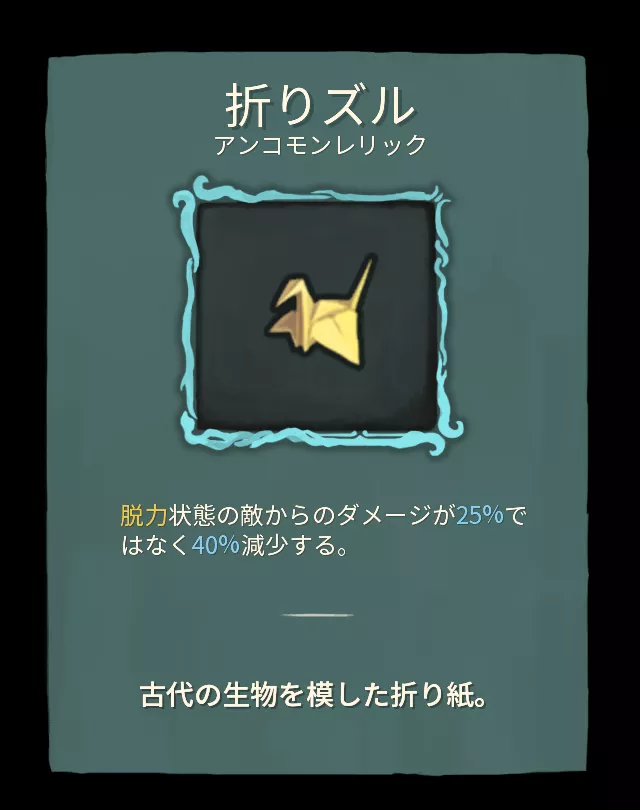 折りズル
アンコモンレリック
脱力状態の敵からのダメージが25%で
はなく40%減少する。
古代の生物を模した折り紙。